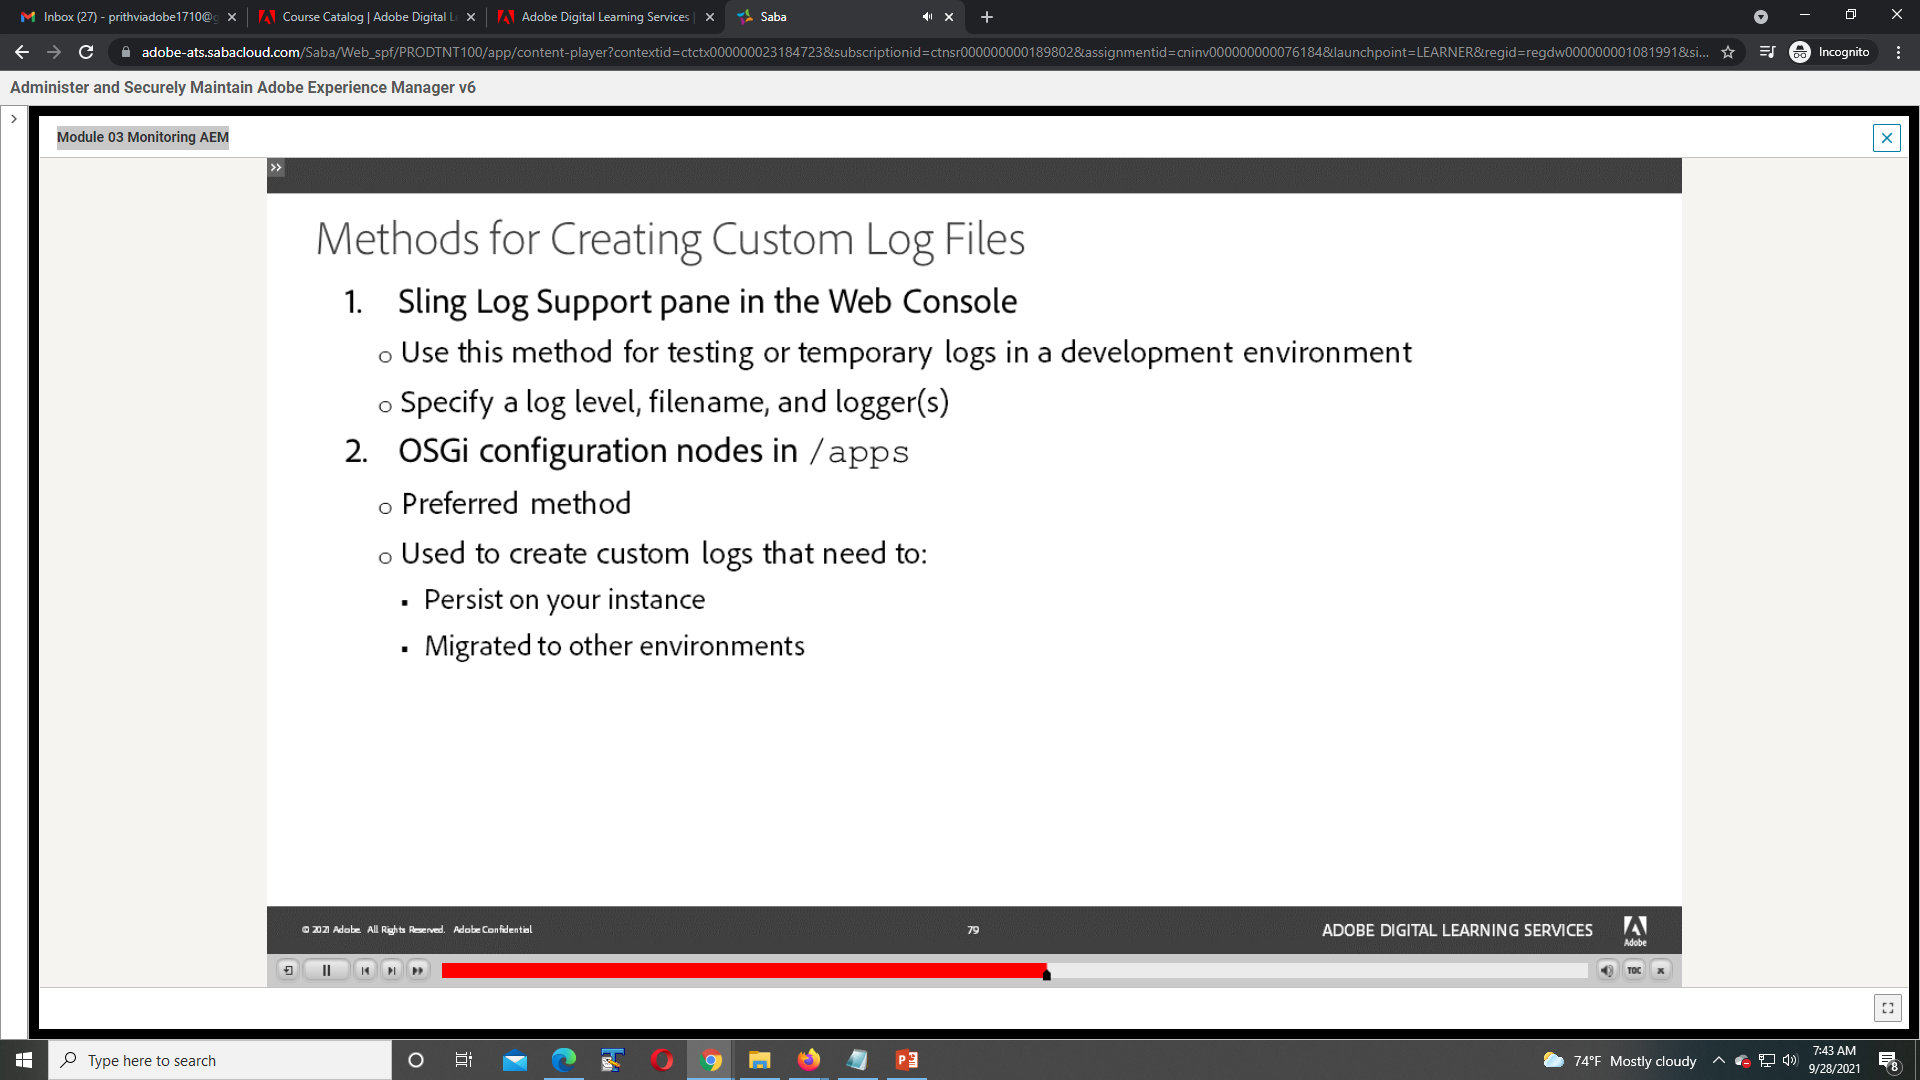 Inbox (27) - prithviadobe1710@g
Course Catalog | Adobe Digital L
Adobe Digital Learning Services |
Saba
adobe-ats.sabacloud.com/Saba/Web_spf/PRODTNT100/app/content-player?contextid=ctctx000000023184723&subscriptionid=ctnsr0000000000189802&assignmentid=cninv000000000076184&launchpoint=LEARNER&regid=regdw000000001081991&si...
Incognito
Administer and Securely Maintain Adobe Experience Manager v6
Module 03 Monitoring AEM
Methods for Creating Custom Log Files
1. Sling Log Support pane in the Web Console
o Use this method for testing or temporary logs in a development environment
o Specify a log level, filename, and logger(s)
2. OSGi configuration nodes in /apps
o Preferred method
o Used to create custom logs that need to:
▪ Persist on your instance
▪ Migrated to other environments
© 2021 Adobe. All Rights Reserved. Adobe Confidential.
79
ADOBE DIGITAL LEARNING SERVICES
Adobe
TOC
Type here to search
74°F Mostly cloudy
7:43 AM
9/28/2021
8